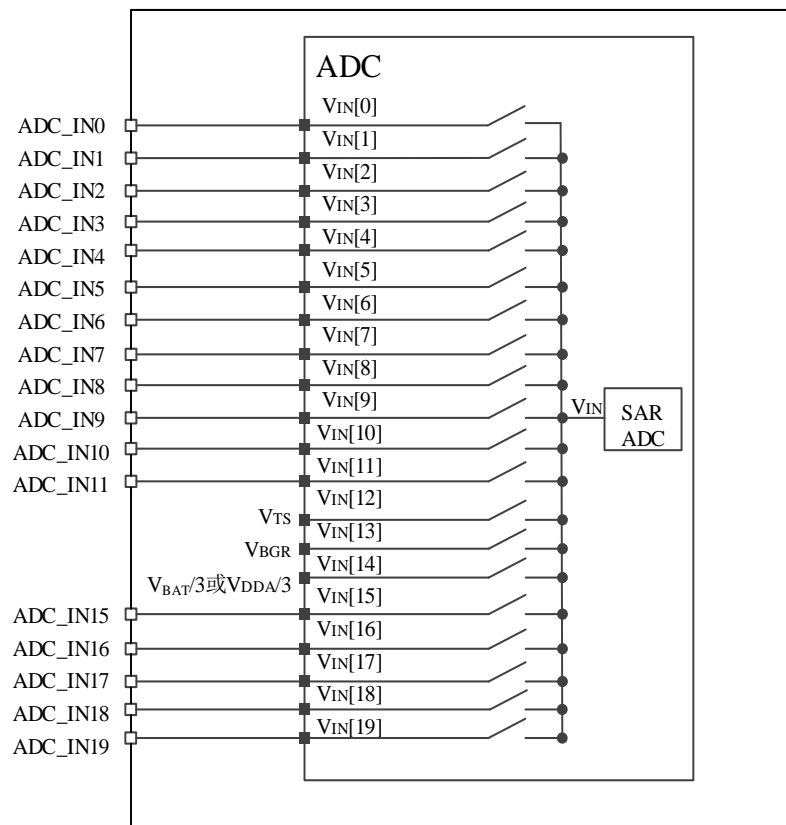 ADC
VIN[0]
ADC_IN0
VIN[1]
ADC_IN1
VIN[2]
ADC_IN2
VIN[3]
ADC_IN3
VIN[4]
ADC_IN4
VIN[5]
ADC_IN5
VIN[6]
ADC_IN6
VIN[7]
ADC_IN7
VIN[8]
ADC_IN8
VIN[9]
ADC_IN9
VIN
SAR
ADC
VIN[10]
ADC_IN10
VIN[11]
ADC_IN11
VIN[12]
VTS
VIN[13]
VBGR
VIN[14]
VBAT/3或VDDA/3
VIN[15]
ADC_IN15
VIN[16]
ADC_IN16
VIN[17]
ADC_IN17
VIN[18]
ADC_IN18
VIN[19]
ADC_IN19